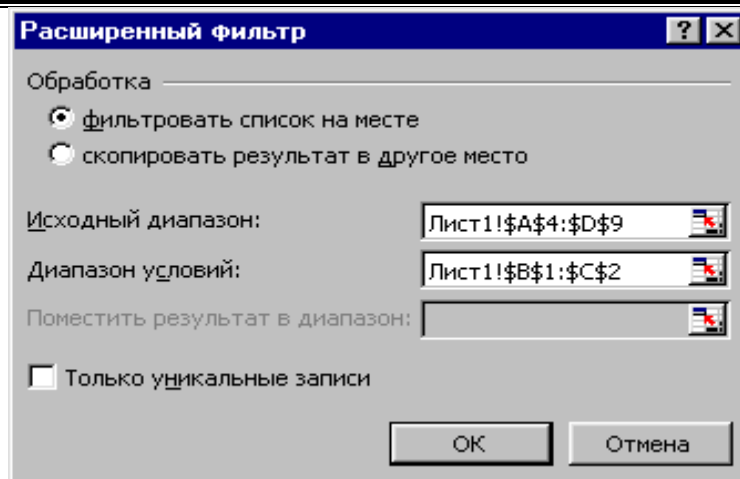 Расширенный фильтр
Обработка
фильтровать список на месте
скопировать результат в другое место
Исходный диапазон: Лист1!$A$4:$D$9
Диапазон условий: Лист1!$B$1:$C$2
Поместить результат в диапазон:
Только уникальные записи
ОК Отмена